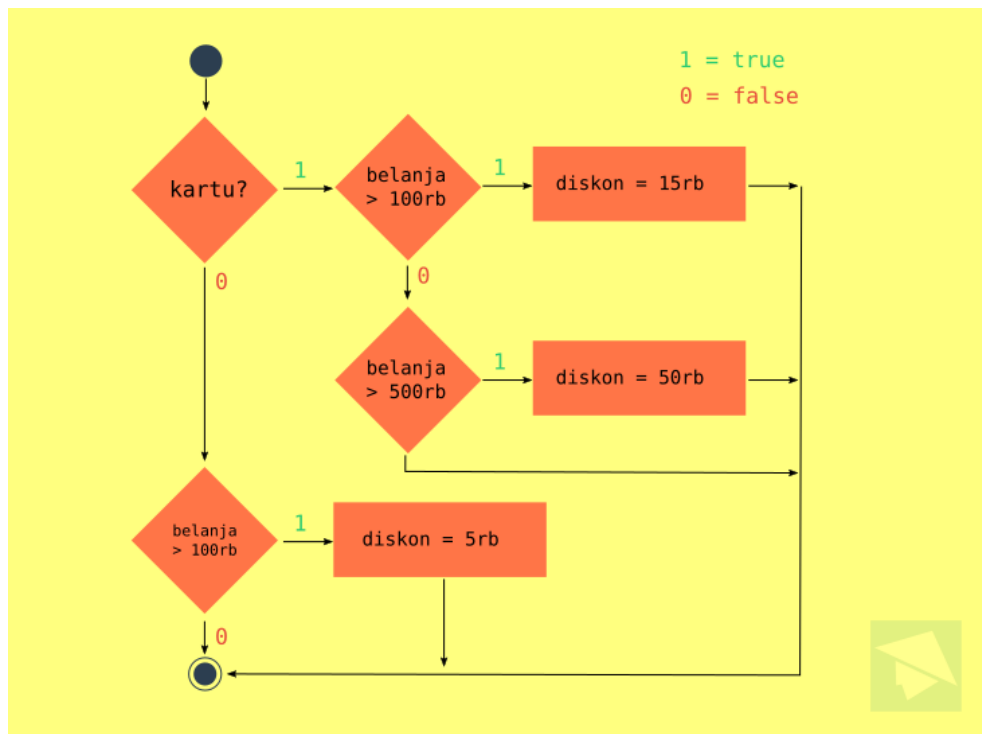 1 = true
0 = false
kartu?
1
belanja
> 100rb
1
diskon = 15rb
0
0
belanja
> 500rb
1
diskon = 50rb
belanja
> 100rb
1
diskon = 5rb
0